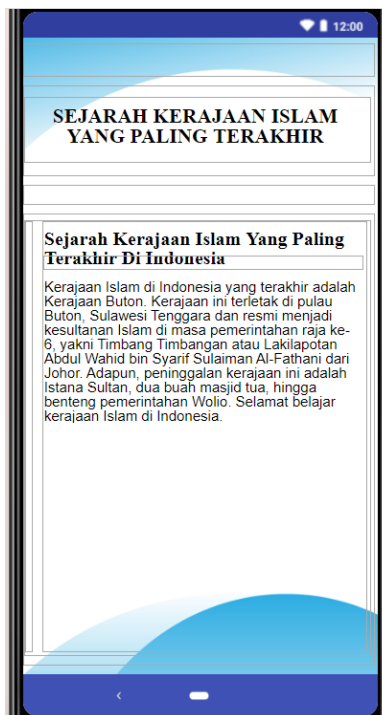 12:00
SEJARAH KERAJAAN ISLAM
YANG PALING TERAKHIR
Sejarah Kerajaan Islam Yang Paling
Terakhir Di Indonesia
Kerajaan Islam di Indonesia yang terakhir adalah
Kerajaan Buton. Kerajaan ini terletak di pulau
Buton, Sulawesi Tenggara dan resmi menjadi
kesultanan Islam di masa pemerintahan raja ke-
6, yakni Timbang Timbangan atau Lakilapotan
Abdul Wahid bin Syarif Sulaiman Al-Fathani dari
Johor. Adapun, peninggalan kerajaan ini adalah
Istana Sultan, dua buah masjid tua, hingga
benteng pemerintahan Wolio. Selamat belajar
kerajaan Islam di Indonesia.